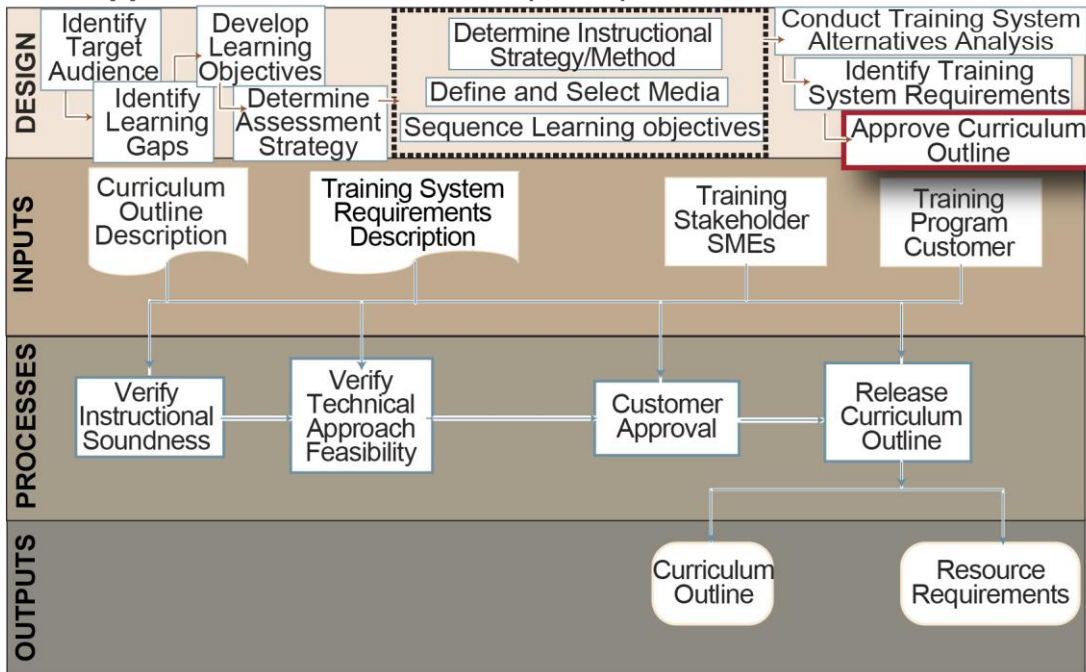 DESIGN
Identify
Target
Audience
Identify
Learning
Gaps
Develop
Learning
Objectives
Determine
Assessment
Strategy
Determine Instructional
Strategy/Method
Define and Select Media
Sequence Learning objectives
Conduct Training System
Alternatives Analysis
Identify Training
System Requirements
Approve Curriculum
Outline
INPUTS
Curriculum
Outline
Description
Training System
Requirements
Description
Training
Stakeholder
SMEs
Training
Program
Customer
PROCESSES
Verify
Instructional
Soundness
Verify
Technical
Approach
Feasibility
Customer
Approval
Release
Curriculum
Outline
OUTPUTS
Curriculum
Outline
Resource
Requirements